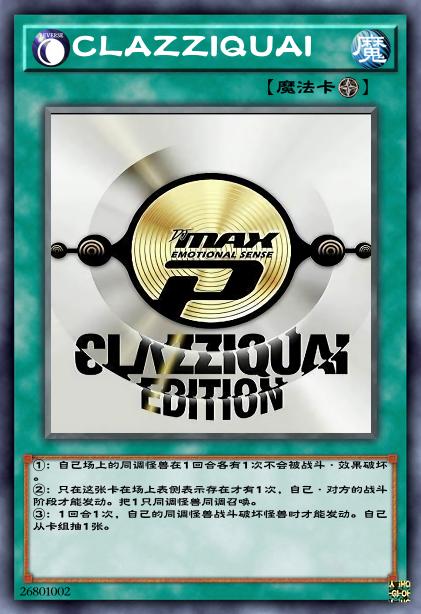 REVERSE
CLAZZIQUAI
魔
【魔法卡】
DJMAX
EMOTIONAL SENSE
CLAZZIQUAI
EDITION
①：自己场上的同调怪兽在1回合各有1次不会被战斗·效果破坏
。
②：只在这张卡在场上表侧表示存在才有1次，自己·对方的战斗
阶段才能发动。把1只同调怪兽同调召唤。
③：1回合1次，自己的同调怪兽战斗破坏怪兽时才能发动。自己
从卡组抽1张。
26801002